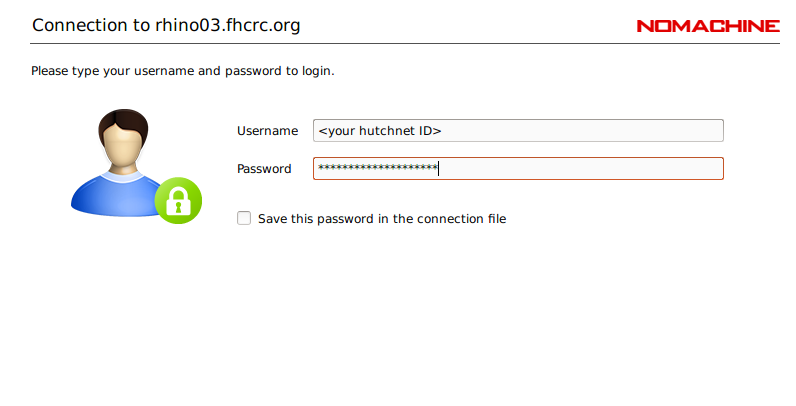 Connection to rhino03.fhcrc.org
NOMACHINE
Please type your username and password to login.
Username <your hutchnet ID>
Password ********************
Save this password in the connection file